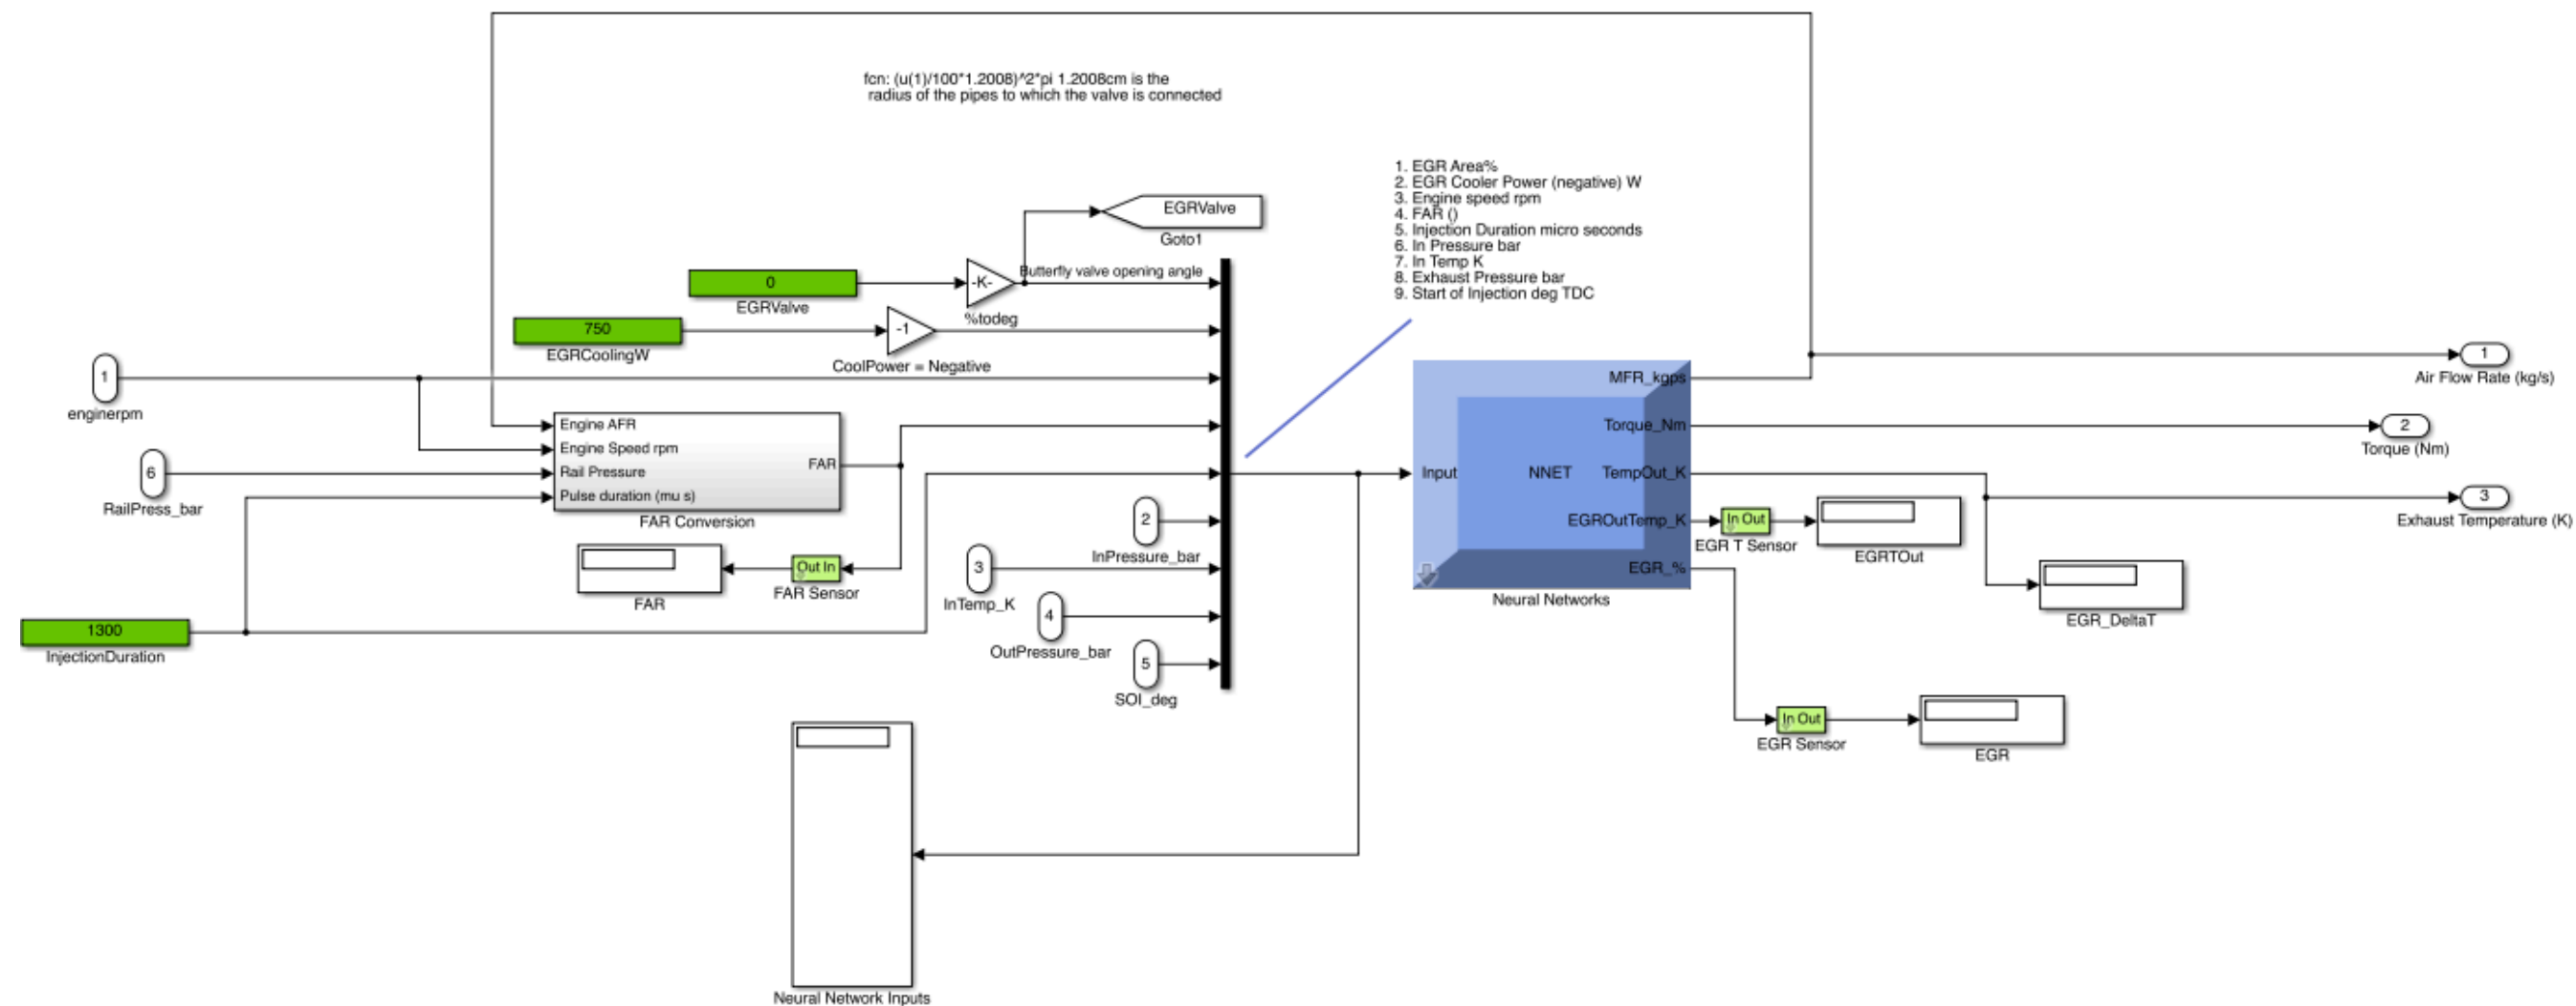 fcn: (u(1)/100*1.2008)^2*pi 1.2008cm is the
radius of the pipes to which the valve is connected
1. EGR Area%
2. EGR Cooler Power (negative) W
3. Engine speed rpm
4. FAR ()
5. Injection Duration micro seconds
6. In Pressure bar
7. In Temp K
8. Exhaust Pressure bar
9. Start of Injection deg TDC
EGRValve
Goto1
0
EGRValve
-K-
%todeg
Butterfly valve opening angle
750
EGRCoolingW
-1
CoolPower = Negative
1
enginerpm
6
RailPress_bar
Engine AFR
Engine Speed rpm
Rail Pressure
Pulse duration (mu s)
FAR
FAR Conversion
FAR
Out In
FAR Sensor
1300
InjectionDuration
2
InPressure_bar
3
InTemp_K
4
OutPressure_bar
5
SOI_deg
Neural Network Inputs
Input
NNET
MFR_kgps
Torque_Nm
TempOut_K
EGROutTemp_K
EGR_%
Neural Networks
In Out
EGR T Sensor
EGRTOut
EGR_DeltaT
In Out
EGR Sensor
EGR
1
Air Flow Rate (kg/s)
2
Torque (Nm)
3
Exhaust Temperature (K)